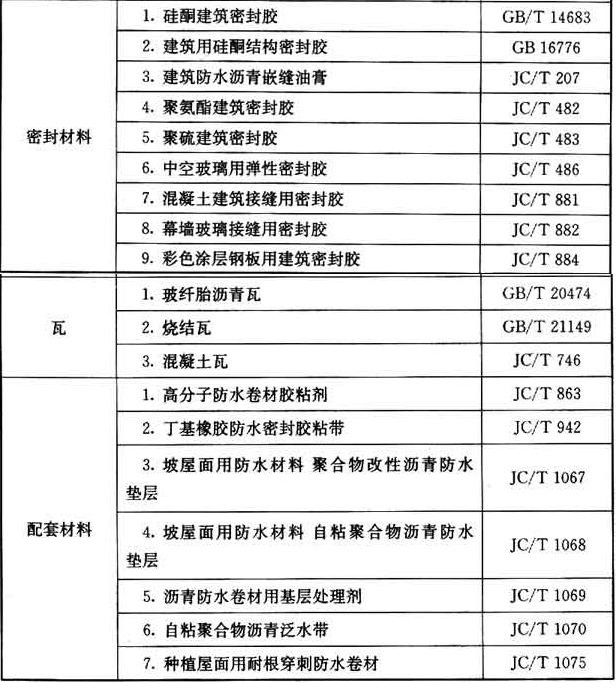 1. 硅酮建筑密封胶 GB/T 14683
2. 建筑用硅酮结构密封胶 GB 16776
3. 建筑防水沥青嵌缝油膏 JC/T 207
4. 聚氨酯建筑密封胶 JC/T 482
密封材料 5. 聚硫建筑密封胶 JC/T 483
6. 中空玻璃用弹性密封胶 JC/T 486
7. 混凝土建筑接缝用密封胶 JC/T 881
8. 幕墙玻璃接缝用密封胶 JC/T 882
9. 彩色涂层钢板用建筑密封胶 JC/T 884
1. 玻纤胎沥青瓦 GB/T 20474
瓦 2. 烧结瓦 GB/T 21149
3. 混凝土瓦 JC/T 746
1. 高分子防水卷材胶粘剂 JC/T 863
2. 丁基橡胶防水密封胶粘带 JC/T 942
3. 坡屋面用防水材料 聚合物改性沥青防水
垫层 JC/T 1067
配套材料 4. 坡屋面用防水材料 自粘聚合物沥青防水
垫层 JC/T 1068
5. 沥青防水卷材用基层处理剂 JC/T 1069
6. 自粘聚合物沥青泛水带 JC/T 1070
7. 种植屋面用耐根穿刺防水卷材 JC/T 1075